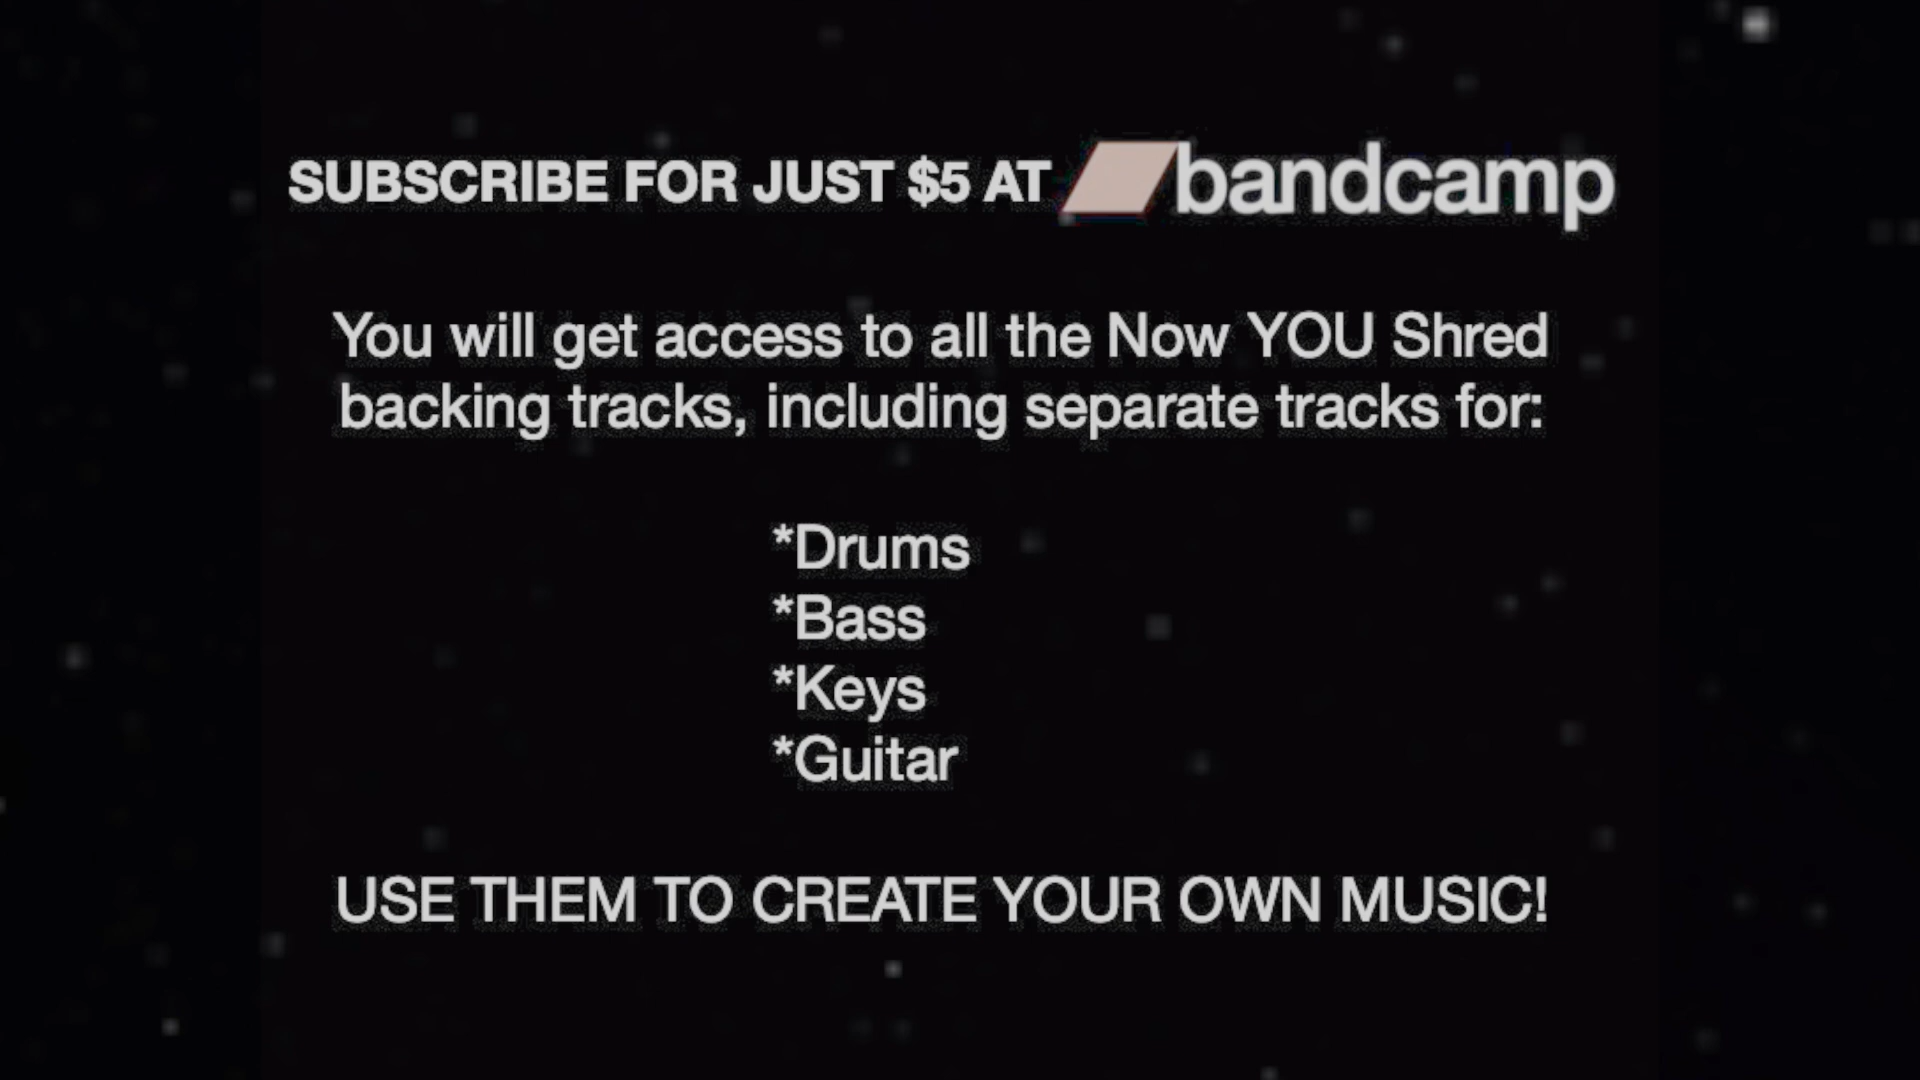 SUBSCRIBE FOR JUST $5 AT bandcamp
You will get access to all the Now YOU Shred
backing tracks, including separate tracks for:
*Drums
*Bass
*Keys
*Guitar
USE THEM TO CREATE YOUR OWN MUSIC!